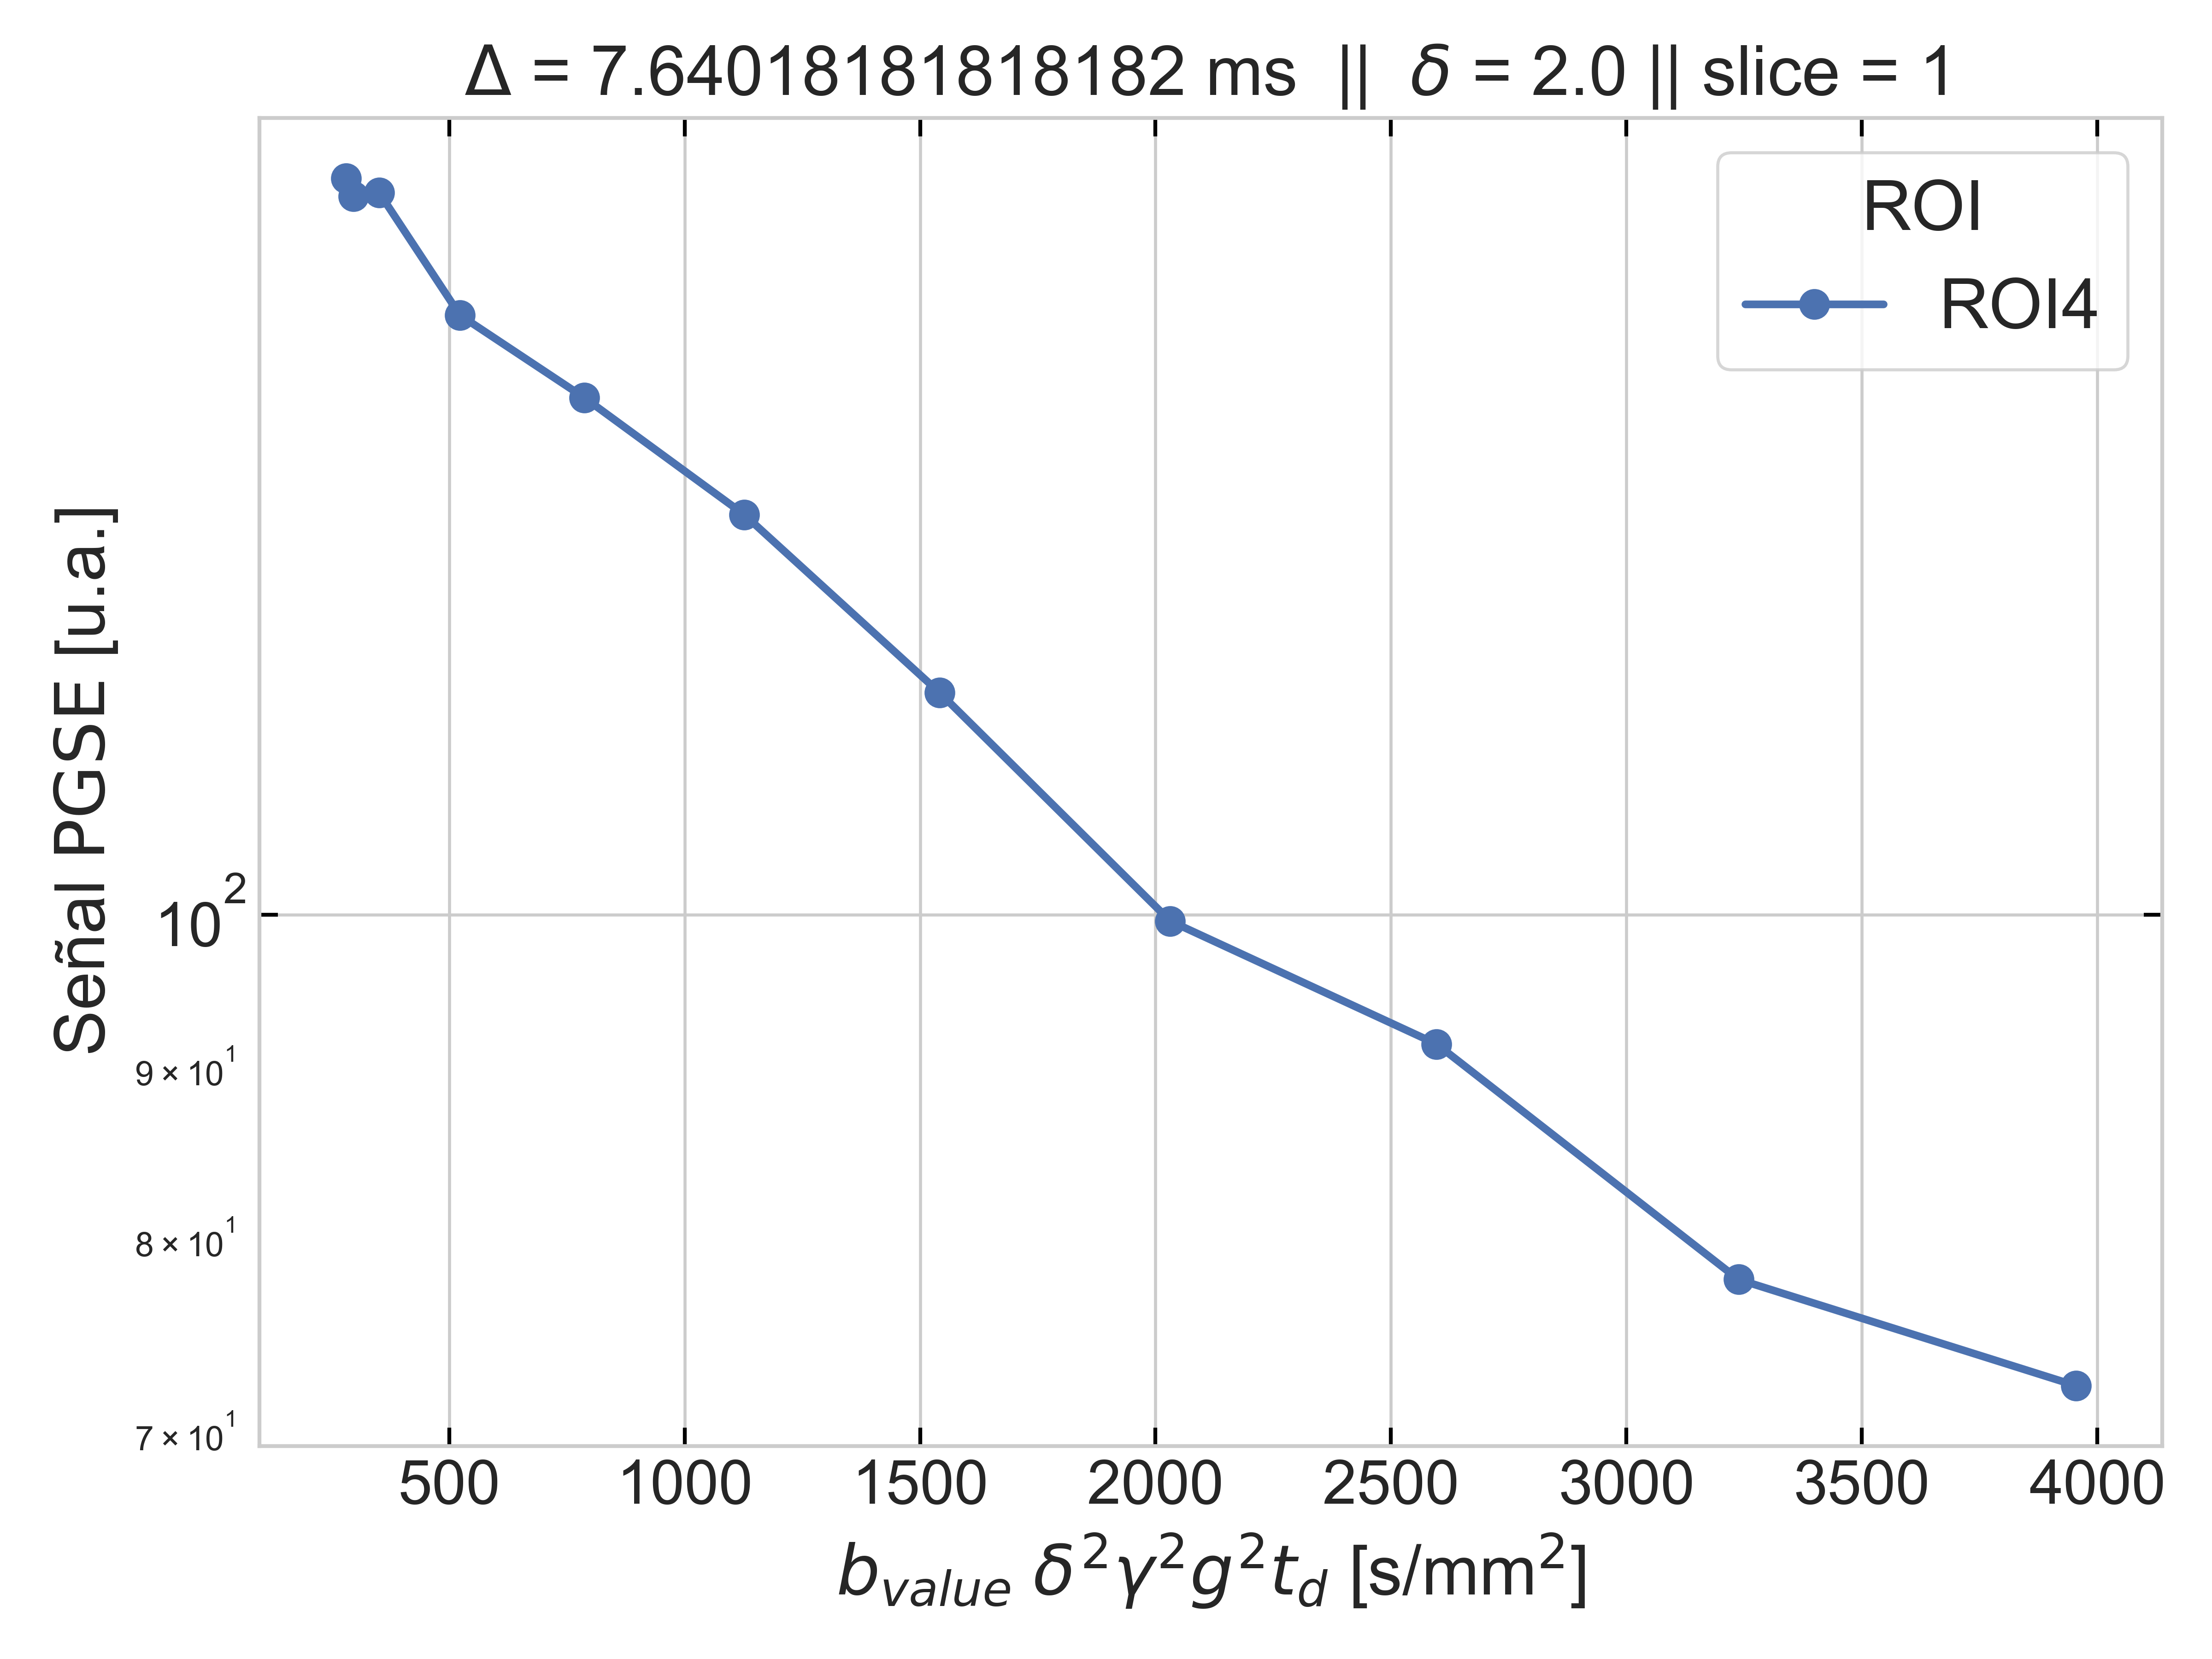 Δ = 7.640181818181182 ms || δ = 2.0 || slice = 1
ROI
ROI4
Señal PGSE [u.a.]
10²
9 × 10¹
8 × 10¹
7 × 10¹
500 1000 1500 2000 2500 3000 3500 4000
b_value δ²γ²g²t_d [s/mm²]